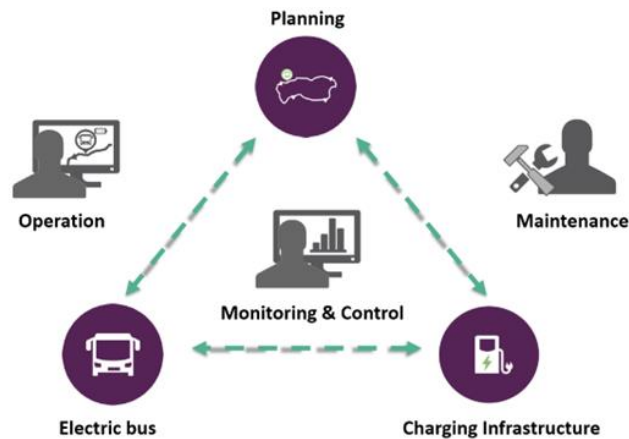 Planning
Operation
Maintenance
Monitoring & Control
Electric bus
Charging Infrastructure